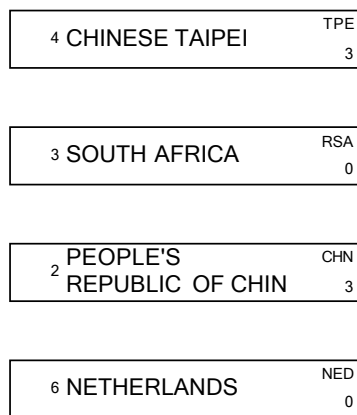 4 CHINESE TAIPEI TPE
3
3 SOUTH AFRICA RSA
0
PEOPLE'S CHN
2 REPUBLIC OF CHIN 3
6 NETHERLANDS NED
0